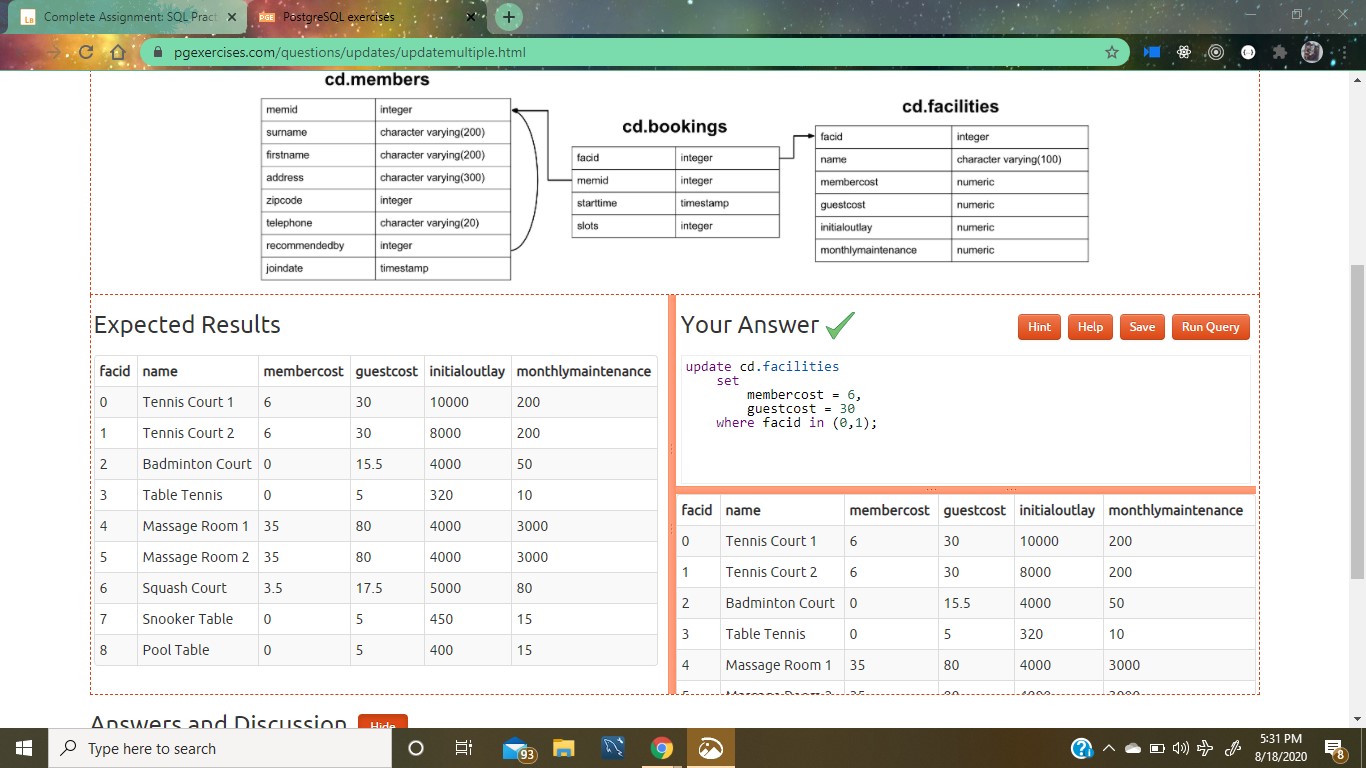 Complete Assignment: SQL Pract
PostgreSQL exercises
pgexercises.com/questions/updates/updatemultiple.html
cd.members
memid integer
surname character varying(200)
firstname character varying(200)
address character varying(300)
zipcode integer
telephone character varying(20)
recommendedby integer
joindate timestamp
cd.bookings
facid integer
memid integer
starttime timestamp
slots integer
cd.facilities
facid integer
name character varying(100)
membercost numeric
guestcost numeric
initialoutlay numeric
monthlymaintenance numeric
Expected Results
facid name membercost guestcost initialoutlay monthlymaintenance
0 Tennis Court 1 6 30 10000 200
1 Tennis Court 2 6 30 8000 200
2 Badminton Court 0 15.5 4000 50
3 Table Tennis 0 5 320 10
4 Massage Room 1 35 80 4000 3000
5 Massage Room 2 35 80 4000 3000
6 Squash Court 3.5 17.5 5000 80
7 Snooker Table 0 5 450 15
8 Pool Table 0 5 400 15
Your Answer
Hint Help Save Run Query
update cd.facilities
set
membercost = 6,
guestcost = 30
where facid in (0,1);
facid name membercost guestcost initialoutlay monthlymaintenance
0 Tennis Court 1 6 30 10000 200
1 Tennis Court 2 6 30 8000 200
2 Badminton Court 0 15.5 4000 50
3 Table Tennis 0 5 320 10
4 Massage Room 1 35 80 4000 3000
5 Massage Room 2 35 80 4000 3000
Answers and Discussion Hide
Type here to search
93
5:31 PM
8/18/2020
8